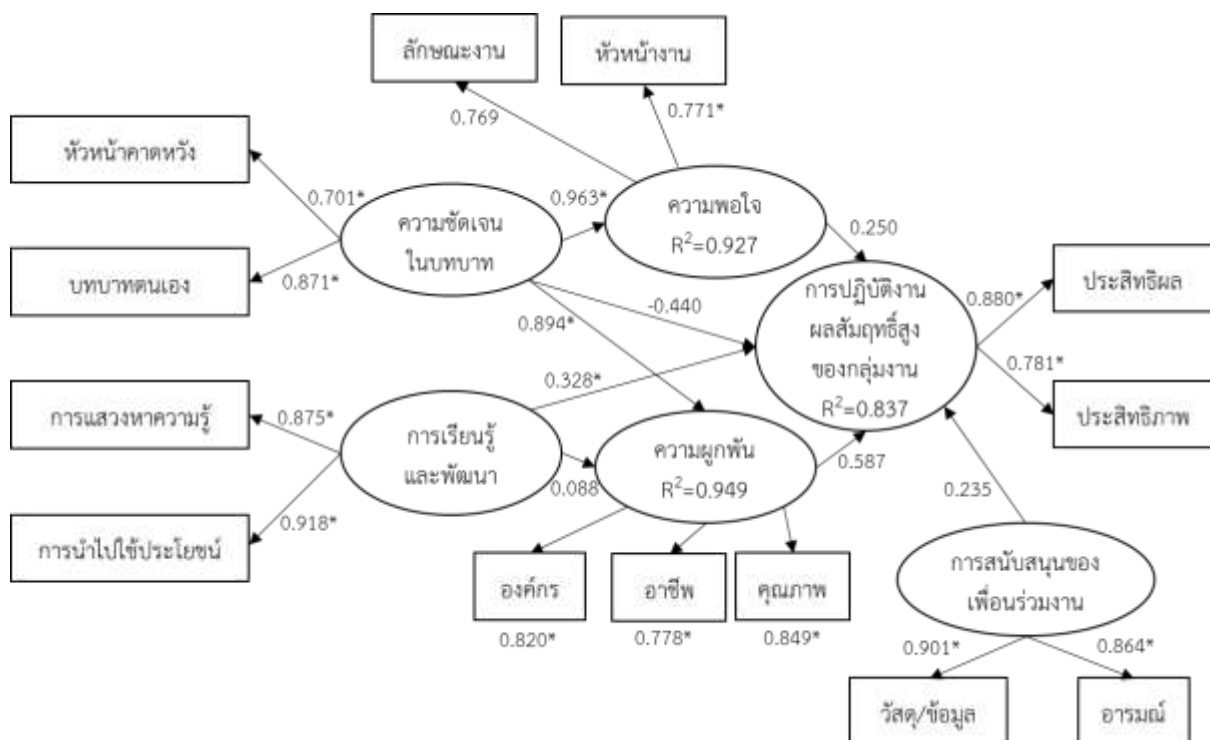 ลักษณะงาน
หัวหน้างาน
0.769
0.771*
หัวหน้าคาดหวัง
0.701*
ความชัดเจน
ในบทบาท
0.963*
ความพอใจ
R²=0.927
0.250
บทบาทตนเอง
0.871*
-0.440
0.894*
การปฏิบัติงาน
ผลสัมฤทธิ์สูง
ของกลุ่มงาน
R²=0.837
0.880*
ประสิทธิผล
0.781*
ประสิทธิภาพ
การแสวงหาความรู้
0.875*
0.328*
การเรียนรู้
และพัฒนา
0.088
ความผูกพัน
R²=0.949
0.587
0.235
การนำไปใช้ประโยชน์
0.918*
องค์กร
อาชีพ
คุณภาพ
0.820*
0.778*
0.849*
การสนับสนุนของ
เพื่อนร่วมงาน
0.901*
0.864*
วัสดุ/ข้อมูล
อารมณ์